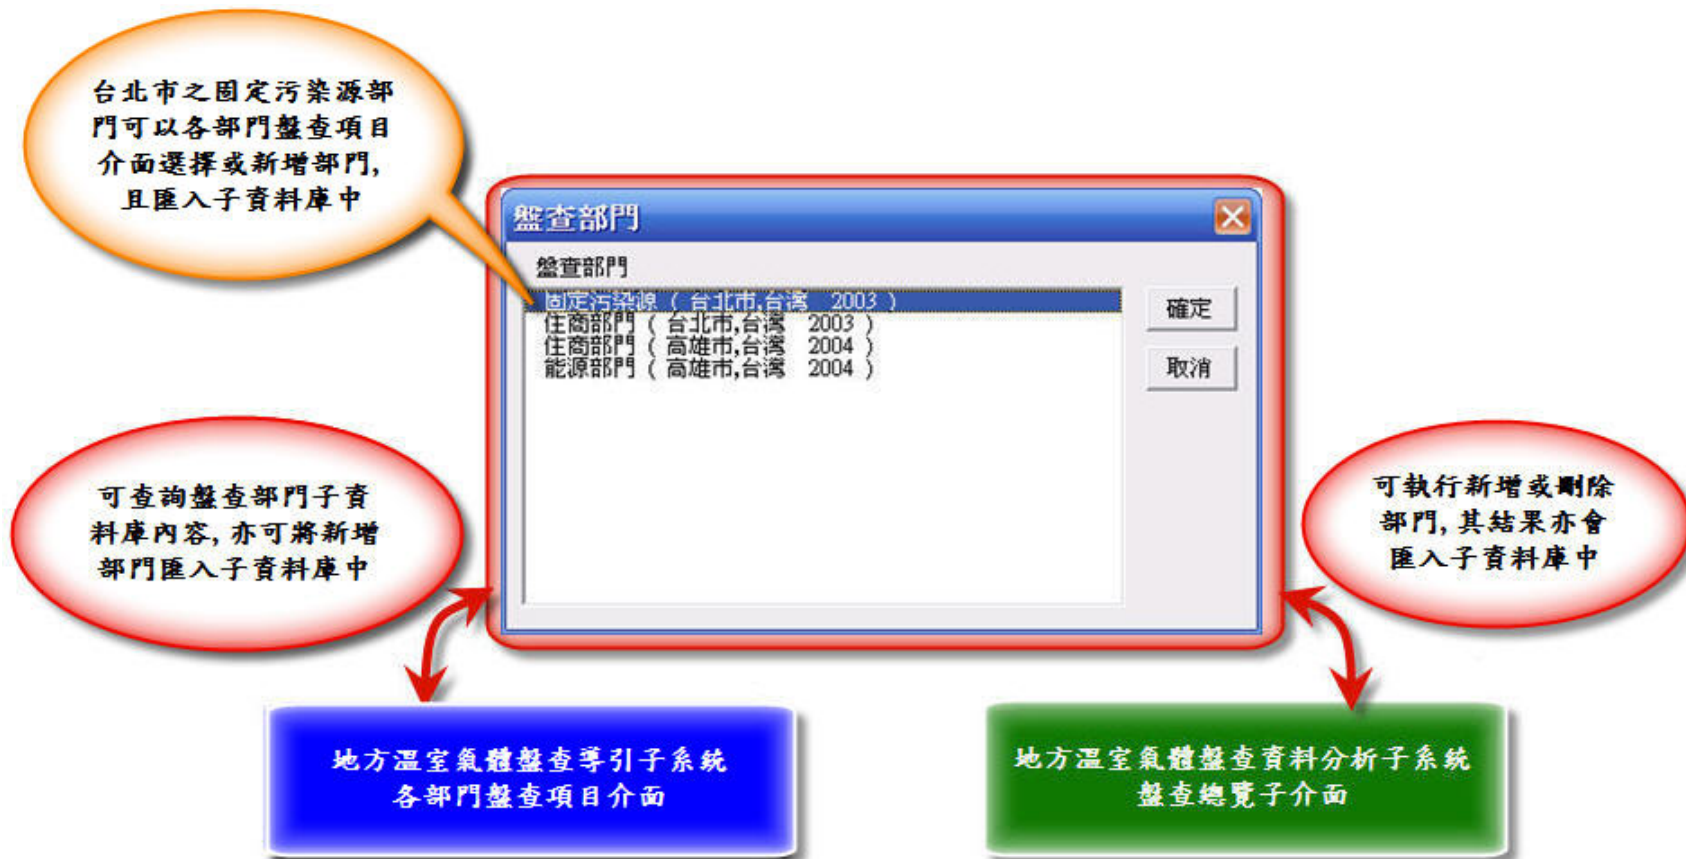 台北市之固定污染源部
門可以各部門盤查項目
介面選擇或新增部門,
且匯入子資料庫中
盤查部門
盤查部門
固定污染源 ( 台北市,台灣 2003 )
住商部門 ( 台北市,台灣 2003 )
住商部門 ( 高雄市,台灣 2004 )
能源部門 ( 高雄市,台灣 2004 )
確定
取消
可查詢盤查部門子資
料庫內容, 亦可將新增
部門匯入子資料庫中
可執行新增或刪除
部門, 其結果亦會
匯入子資料庫中
地方溫室氣體盤查導引子系統
各部門盤查項目介面
地方溫室氣體盤查資料分析子系統
盤查總覽子介面